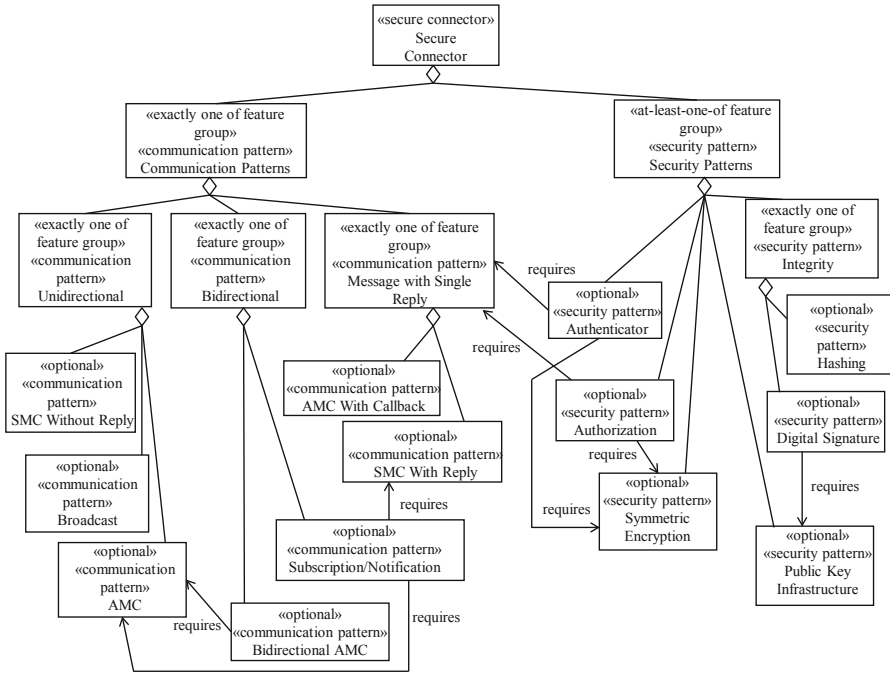 «secure connector»
Secure
Connector
«exactly one of feature
group»
«communication pattern»
Communication Patterns
«at-least-one-of feature
group»
«security pattern»
Security Patterns
«exactly one of
feature group»
«communication
pattern»
Unidirectional
«exactly one of
feature group»
«communication
pattern»
Bidirectional
«exactly one of feature
group»
«communication pattern»
Message with Single
Reply
«exactly one of
feature group»
«security pattern»
Integrity
requires
«optional»
«security pattern»
Authenticator
«optional»
«security
pattern»
Hashing
requires
«optional»
«communication
pattern»
SMC Without Reply
«optional»
«communication pattern»
AMC With Callback
«optional»
«security pattern»
Authorization
«optional»
«security pattern»
Digital Signature
«optional»
«communication pattern»
SMC With Reply
requires
«optional»
«communication
pattern»
Broadcast
«optional»
«security pattern»
Symmetric
Encryption
requires
requires
requires
«optional»
«communication
pattern»
AMC
«optional»
«communication pattern»
Subscription/Notification
«optional»
«security pattern»
Public Key
Infrastructure
requires
«optional»
«communication pattern»
Bidirectional AMC
requires